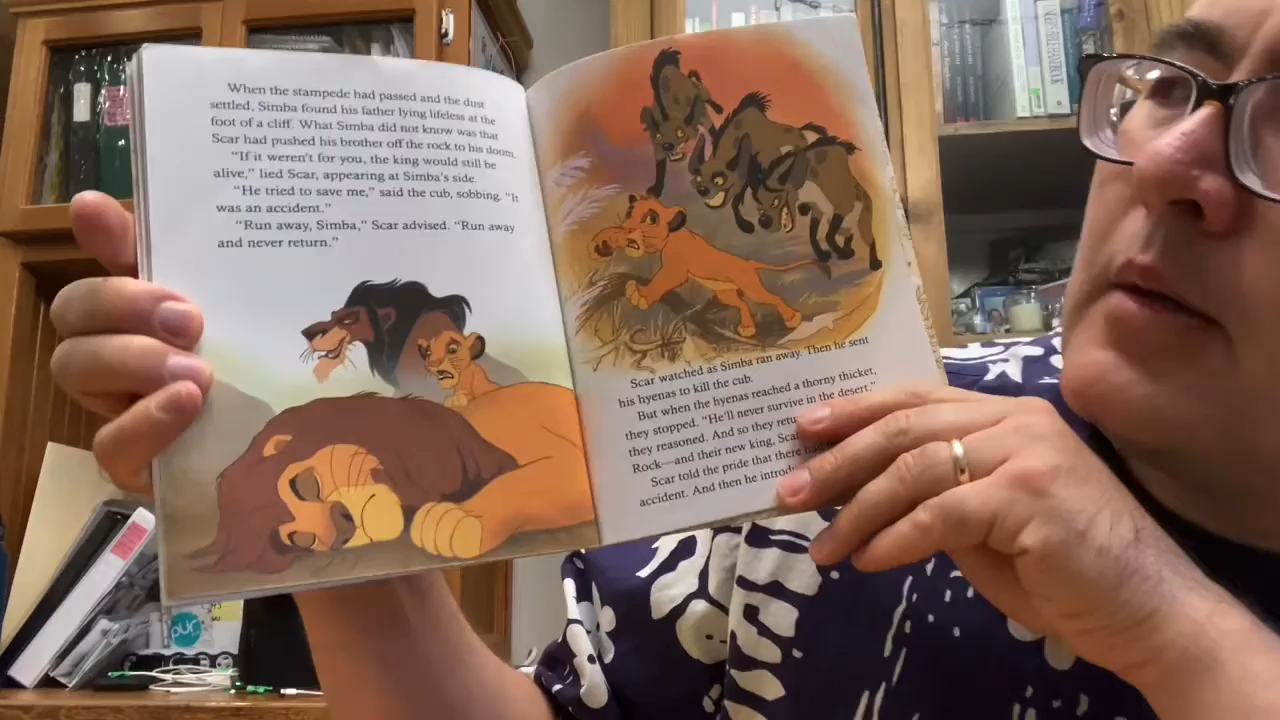 When the stampede had passed and the dust
settled, Simba found his father lying lifeless at the
foot of a cliff. What Simba did not know was that
Scar had pushed his brother off the rock to his doom.
"If it weren't for you, the king would still be
alive," lied Scar, appearing at Simba's side.
"He tried to save me," said the cub, sobbing. "It
was an accident."
"Run away, Simba," Scar advised. "Run away
and never return."
Scar watched as Simba ran away. Then he sent
his hyenas to kill the cub.
But when the hyenas reached a thorny thicket,
they stopped. "He'll never survive in the desert,"
they reasoned. And so they
Rock—and their new king,
Scar told the pride that there
accident. And then he
pür